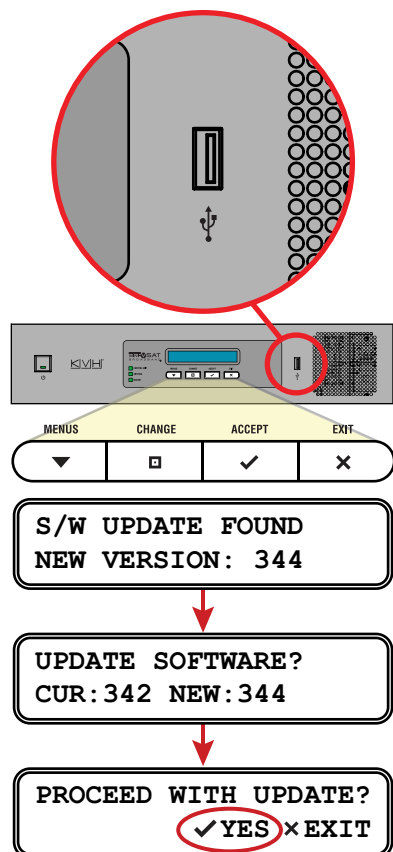 KVH
MENUS CHANGE ACCEPT EXIT
S/W UPDATE FOUND
NEW VERSION: 344
UPDATE SOFTWARE?
CUR:342 NEW:344
PROCEED WITH UPDATE?
✓YES ×EXIT